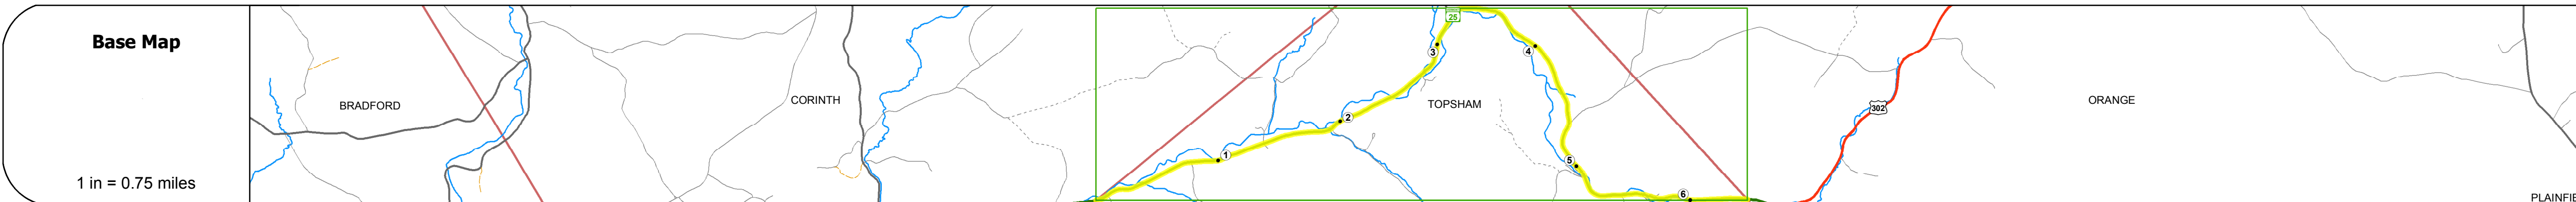 Base Map
1 in = 0.75 miles
BRADFORD
CORINTH
TOPSHAM
ORANGE
25
302
1
2
3
4
5
6
PLAINFIE